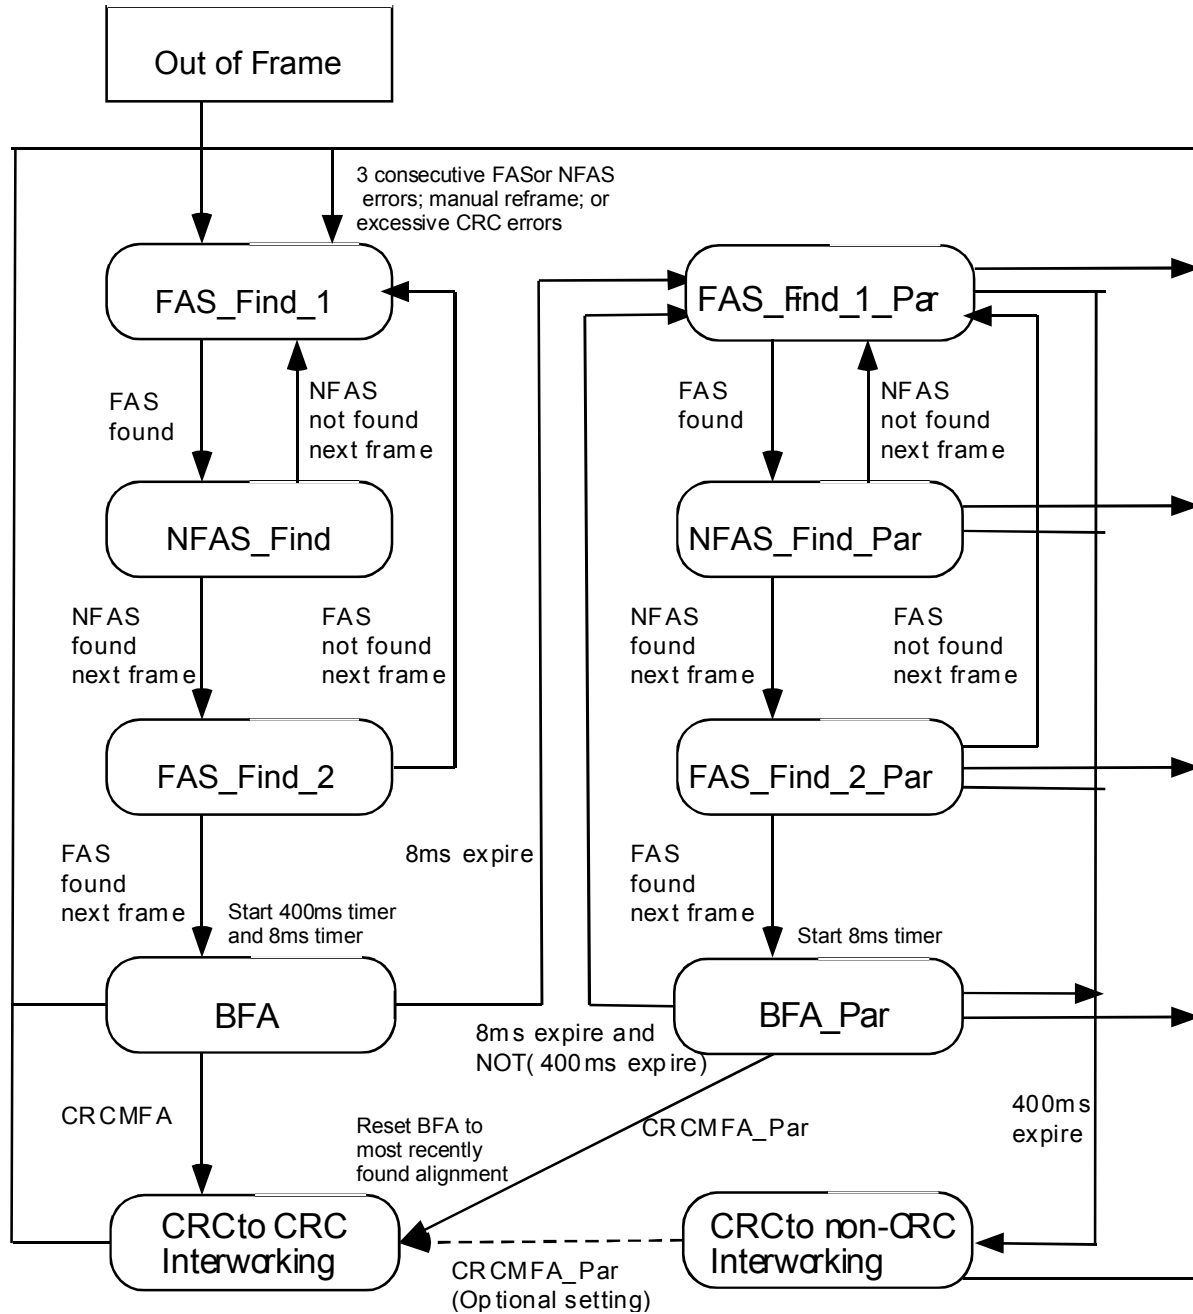 Out of Frame
3 consecutive FASor NFAS
errors; manual reframe; or
excessive CRC errors
FAS_Find_1
FAS_Find_1_Par
FAS
found
NFAS
not found
next frame
FAS
found
NFAS
not found
next frame
NFAS_Find
NFAS_Find_Par
NFAS
found
next frame
FAS
not found
next frame
NFAS
found
next frame
FAS
not found
next frame
FAS_Find_2
FAS_Find_2_Par
FAS
found
next frame
8ms expire
FAS
found
next frame
Start 400ms timer
and 8ms timer
Start 8ms timer
BFA
BFA_Par
8ms expire and
NOT( 400ms expire)
CRCMFA
Reset BFA to
most recently
found alignment
CRCMFA_Par
400ms
expire
CRCto CRC
Interworking
CRCto non-CRC
Interworking
CRCMFA_Par
(Optional setting)